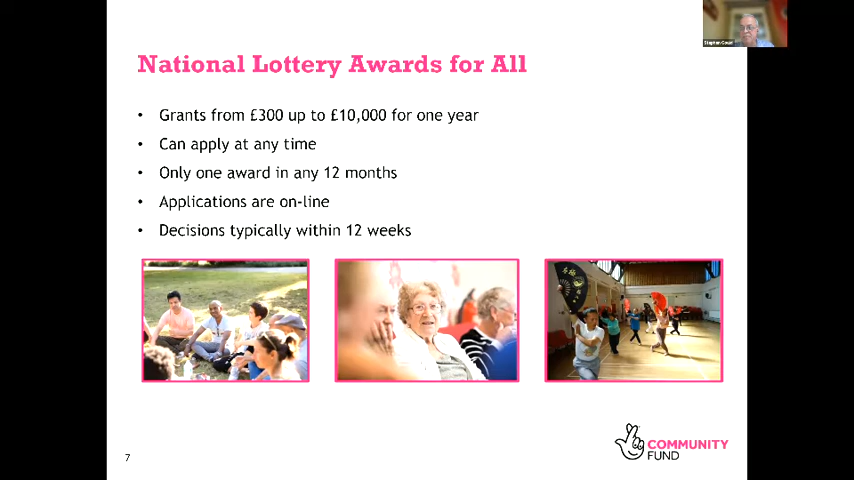 Stephen Court
National Lottery Awards for All
• Grants from £300 up to £10,000 for one year
• Can apply at any time
• Only one award in any 12 months
• Applications are on-line
• Decisions typically within 12 weeks
COMMUNITY
FUND
7